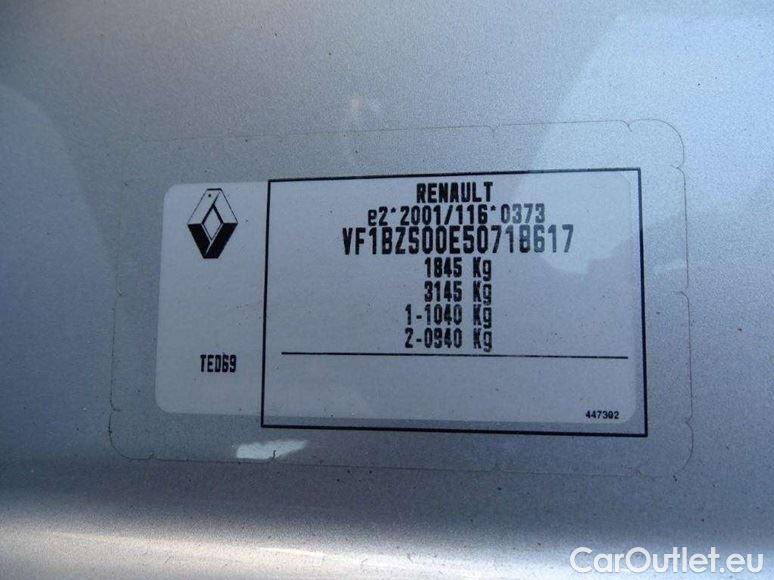 RENAULT
e2*2001/116*0373
VF1BZS00E50718617
1845 Kg
3145 Kg
1-1040 Kg
2-0940 Kg
TED69
447302
CarOutlet.eu